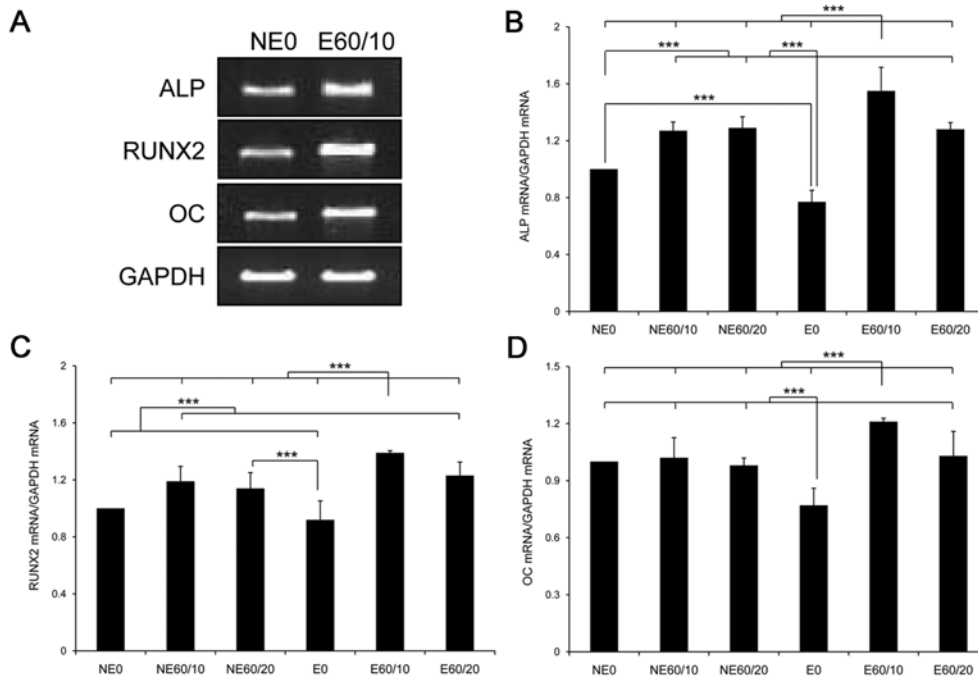 A
NE0 E60/10
ALP
RUNX2
OC
GAPDH
B
ALP mRNA/GAPDH mRNA
2
1.6
1.2
0.8
0.4
0
***
*** ***
***
NE0 NE60/10 NE60/20 E0 E60/10 E60/20
C
RUNX2 mRNA/GAPDH mRNA
2
1.6
1.2
0.8
0.4
0
***
***
***
NE0 NE60/10 NE60/20 E0 E60/10 E60/20
D
OC mRNA/GAPDH mRNA
1.5
1.2
0.9
0.6
0.3
0
***
***
NE0 NE60/10 NE60/20 E0 E60/10 E60/20